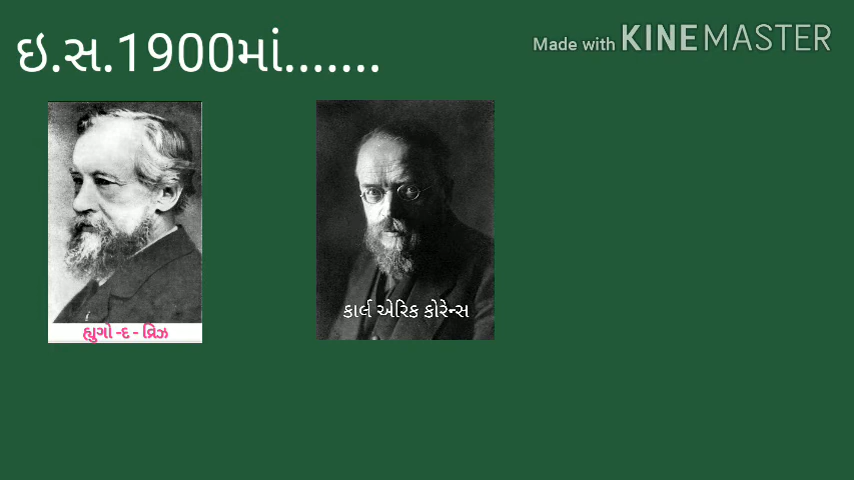 ઇ.સ.1900માં.......
Made with KINEMASTER
હ્યુગો -દ - વ્રિઝ
કાર્લ એરિક કોરેન્સ